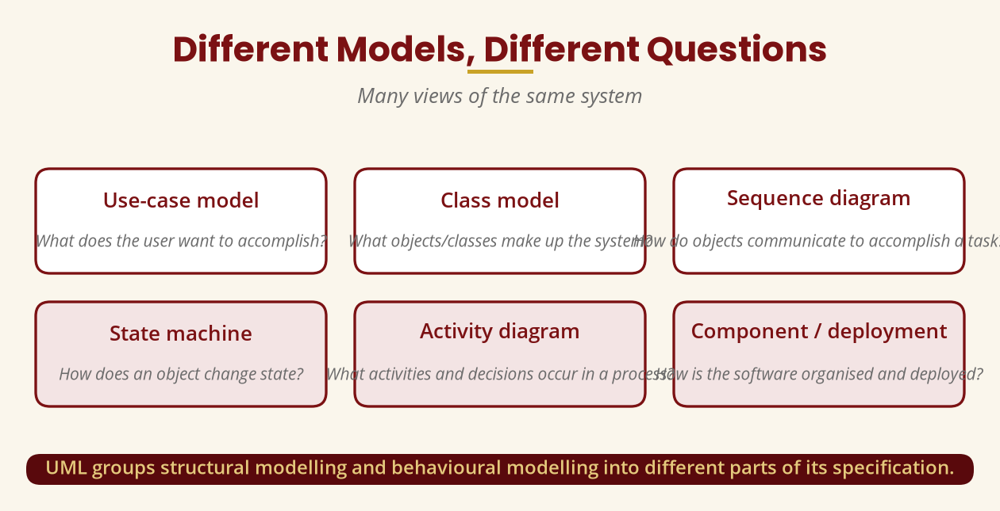 Different Models, Different Questions
Many views of the same system
Use-case model
What does the user want to accomplish?
Class model
What objects/classes make up the system?
Sequence diagram
How do objects communicate to accomplish a task?
State machine
How does an object change state?
Activity diagram
What activities and decisions occur in a process?
Component / deployment
How is the software organised and deployed?
UML groups structural modelling and behavioural modelling into different parts of its specification.